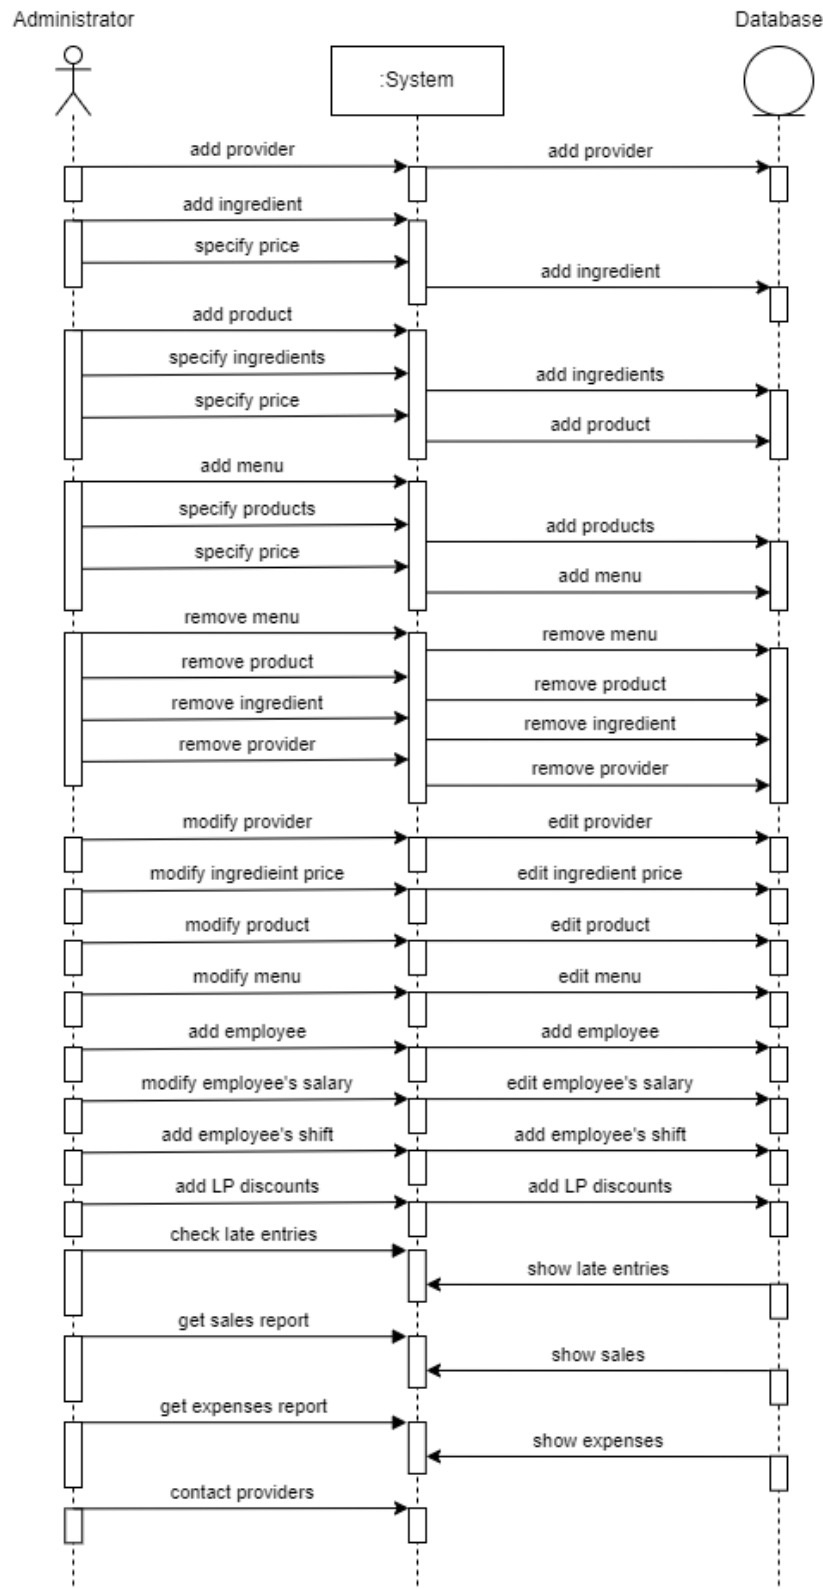 Administrator
Database
:System
add provider
add provider
add ingredient
specify price
add ingredient
add product
specify ingredients
add ingredients
specify price
add product
add menu
specify products
add products
specify price
add menu
remove menu
remove menu
remove product
remove product
remove ingredient
remove ingredient
remove provider
remove provider
modify provider
edit provider
modify ingredieint price
edit ingredient price
modify product
edit product
modify menu
edit menu
add employee
add employee
modify employee's salary
edit employee's salary
add employee's shift
add employee's shift
add LP discounts
add LP discounts
check late entries
show late entries
get sales report
show sales
get expenses report
show expenses
contact providers